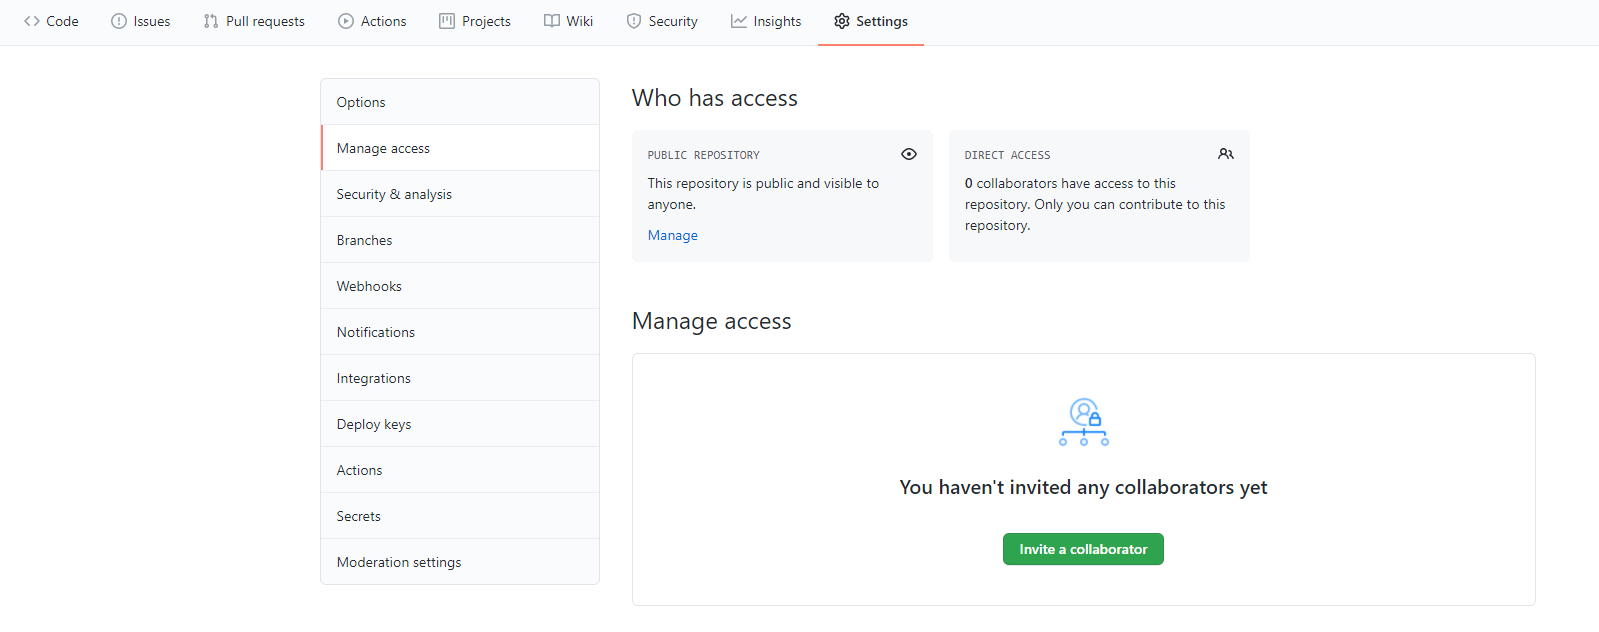 Code Issues Pull requests Actions Projects Wiki Security Insights Settings
Options
Manage access
Security & analysis
Branches
Webhooks
Notifications
Integrations
Deploy keys
Actions
Secrets
Moderation settings
Who has access
PUBLIC REPOSITORY
This repository is public and visible to
anyone.
Manage
DIRECT ACCESS
0 collaborators have access to this
repository. Only you can contribute to this
repository.
Manage access
You haven't invited any collaborators yet
Invite a collaborator